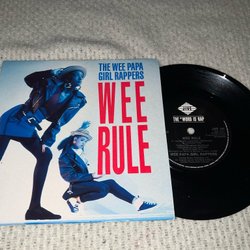 THE WEE PAPA
GIRL RAPPERS
WEE
RULE
JIVE
THE WORD IS RAP
WEE RULE
WEE PAPA GIRL RAPPERS